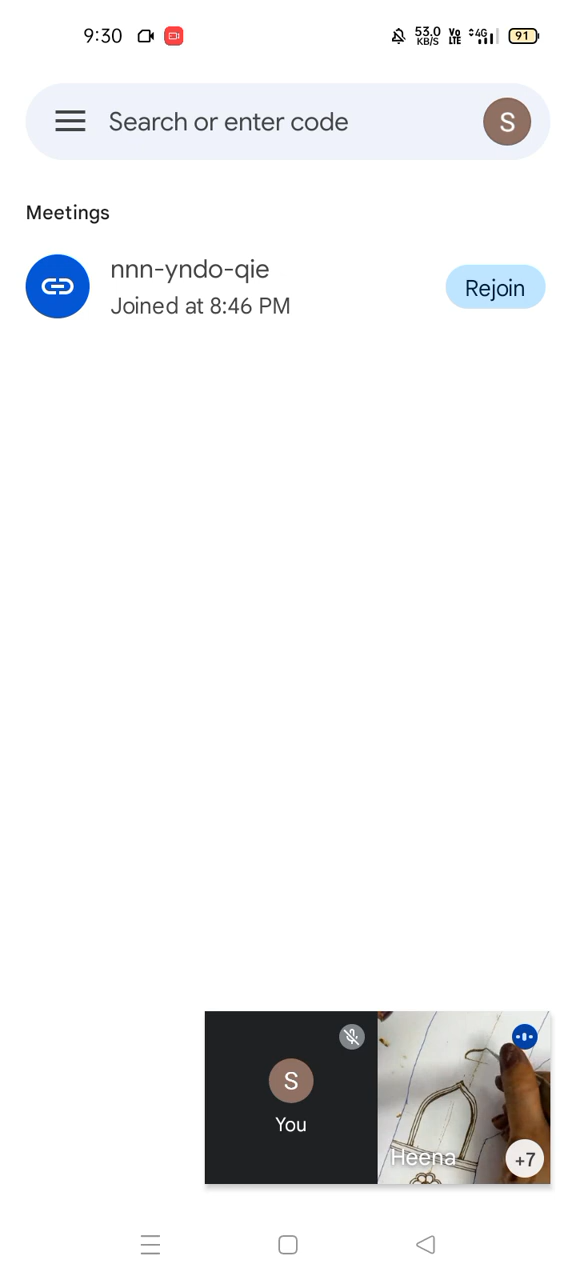 9:30 53.0 KB/S Vo LTE 4G 91
Search or enter code S
Meetings
nnn-yndo-qie
Joined at 8:46 PM
Rejoin
S
You
Heena
+7